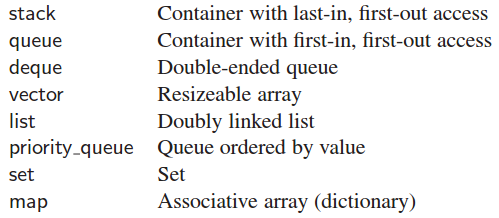 stack Container with last-in, first-out access
queue Container with first-in, first-out access
deque Double-ended queue
vector Resizeable array
list Doubly linked list
priority_queue Queue ordered by value
set Set
map Associative array (dictionary)